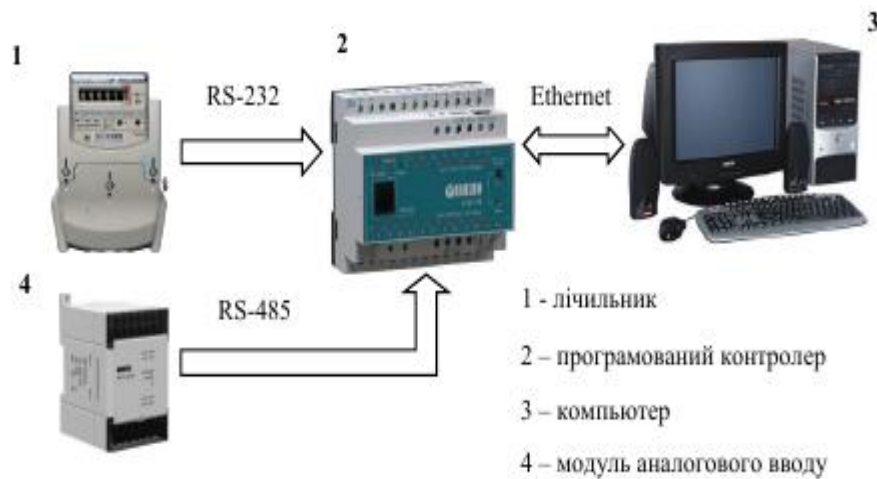 1
2
3
RS-232
Ethernet
4
RS-485
1 - лічильник
2 – програмований контролер
3 – компьютер
4 – модуль аналогового вводу